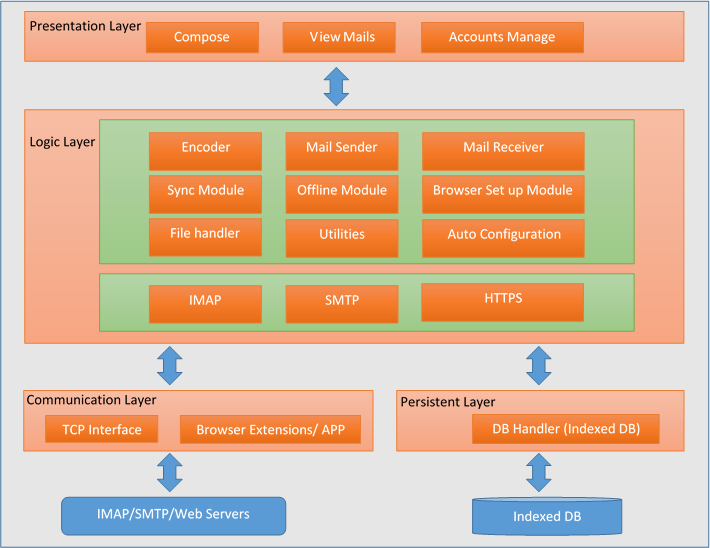 Presentation Layer
Compose
View Mails
Accounts Manage
Logic Layer
Encoder
Mail Sender
Mail Receiver
Sync Module
Offline Module
Browser Set up Module
File handler
Utilities
Auto Configuration
IMAP
SMTP
HTTPS
Communication Layer
TCP Interface
Browser Extensions/ APP
Persistent Layer
DB Handler (Indexed DB)
IMAP/SMTP/Web Servers
Indexed DB